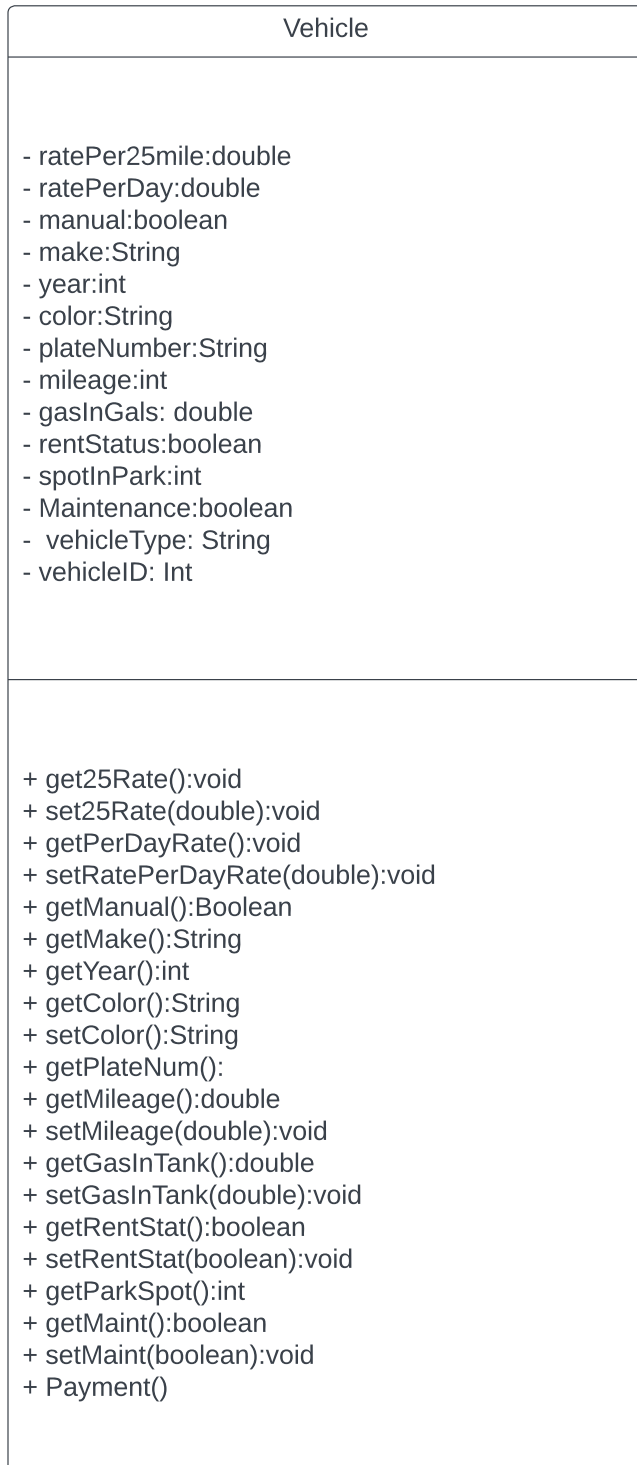 Vehicle
- ratePer25mile:double
- ratePerDay:double
- manual:boolean
- make:String
- year:int
- color:String
- plateNumber:String
- mileage:int
- gasInGals: double
- rentStatus:boolean
- spotInPark:int
- Maintenance:boolean
-  vehicleType: String
- vehicleID: Int
+ get25Rate():void
+ set25Rate(double):void
+ getPerDayRate():void
+ setRatePerDayRate(double):void
+ getManual():Boolean
+ getMake():String
+ getYear():int
+ getColor():String
+ setColor():String
+ getPlateNum():
+ getMileage():double
+ setMileage(double):void
+ getGasInTank():double
+ setGasInTank(double):void
+ getRentStat():boolean
+ setRentStat(boolean):void
+ getParkSpot():int
+ getMaint():boolean
+ setMaint(boolean):void
+ Payment()